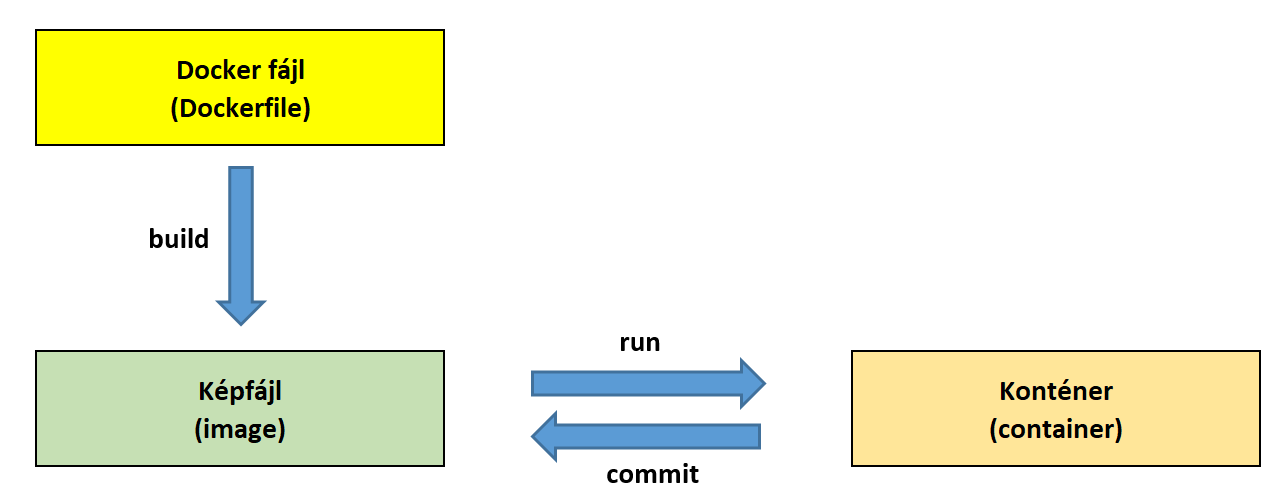 Docker fájl
(Dockerfile)
build
run
Képfájl
(image)
Konténer
(container)
commit